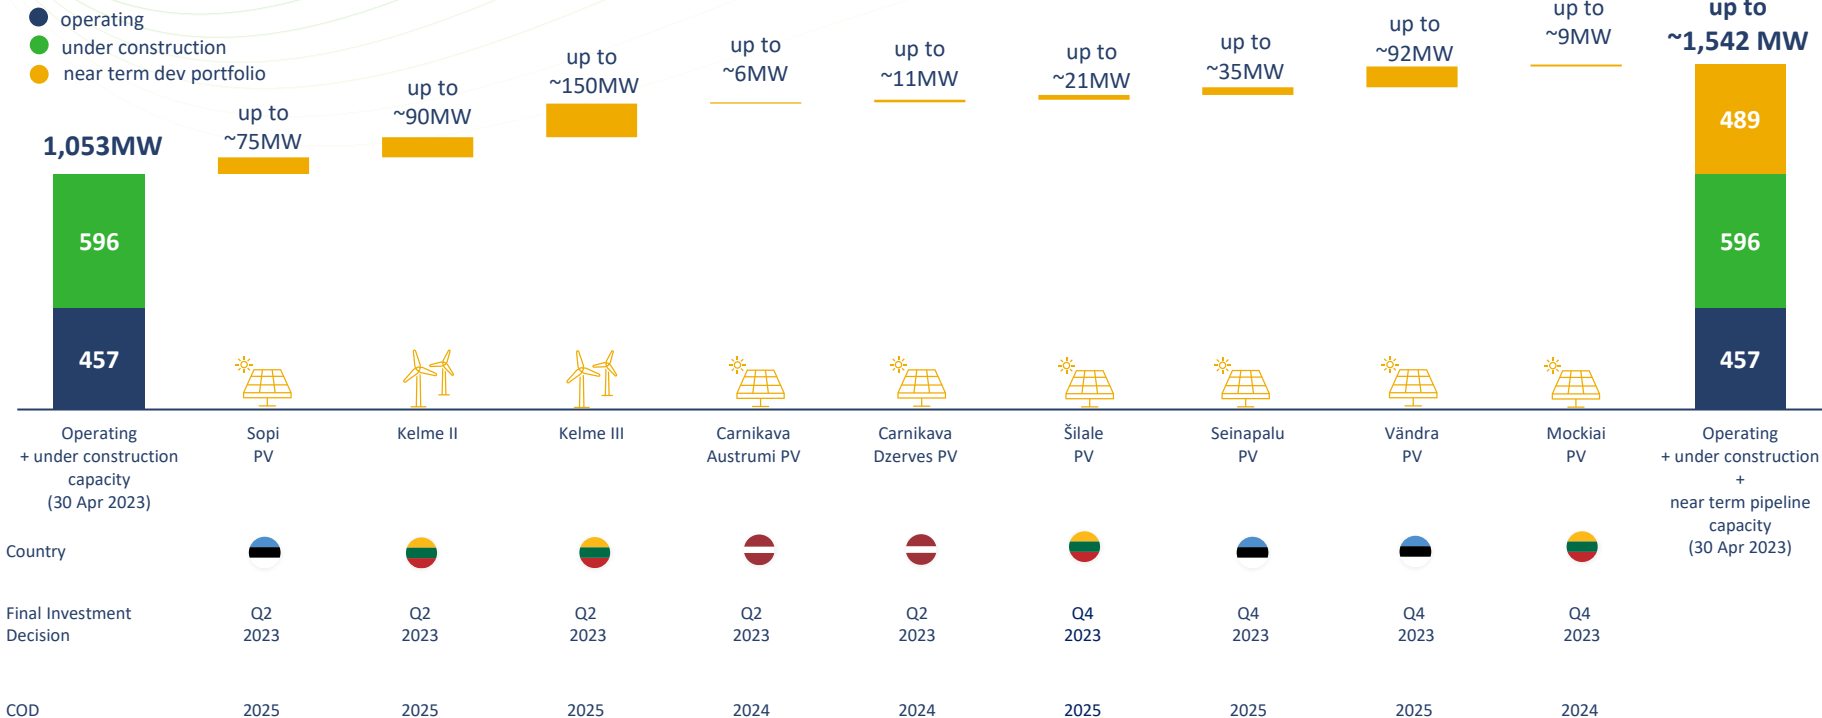 operating
under construction
near term dev portfolio
1,053MW
596
457
up to
~75MW
up to
~90MW
up to
~150MW
up to
~6MW
up to
~11MW
up to
~21MW
up to
~35MW
up to
~92MW
up to
~9MW
up to
~1,542 MW
489
596
457
Operating
+ under construction
capacity
(30 Apr 2023)
Sopi
PV
Kelme II
Kelme III
Carnikava
Austrumi PV
Carnikava
Dzerves PV
Šilale
PV
Seinapalu
PV
Vändra
PV
Mockiai
PV
Operating
+ under construction
+
near term pipeline
capacity
(30 Apr 2023)
Country
Final Investment
Decision
Q2
2023
Q2
2023
Q2
2023
Q2
2023
Q2
2023
Q4
2023
Q4
2023
Q4
2023
Q4
2023
COD
2025
2025
2025
2024
2024
2025
2025
2025
2024